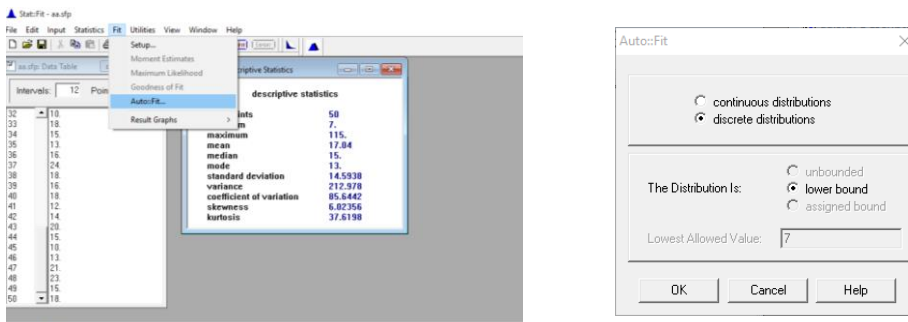 Stat::Fit - aa.sfp
File Edit Input Statistics Fit Utilities View Window Help
Setup...
Moment Estimates
Maximum Likelihood
Goodness of Fit
Auto::Fit...
Result Graphs >
aa.sfp: Data Table
Intervals: 12 Poin
32 10.
33 18.
34 15.
35 13.
36 16.
37 24.
38 18.
39 16.
40 18.
41 12.
42 14.
43 20.
44 15.
45 10.
46 13.
47 21.
48 23.
49 15.
50 18.
riptive Statistics
descriptive statistics
ints 50
m 7.
maximum 115.
mean 17.04
median 15.
mode 13.
standard deviation 14.5938
variance 212.978
coefficient of variation 85.6442
skewness 6.02356
kurtosis 37.6198
Auto::Fit
continuous distributions
discrete distributions
The Distribution Is:
unbounded
lower bound
assigned bound
Lowest Allowed Value: 7
OK Cancel Help